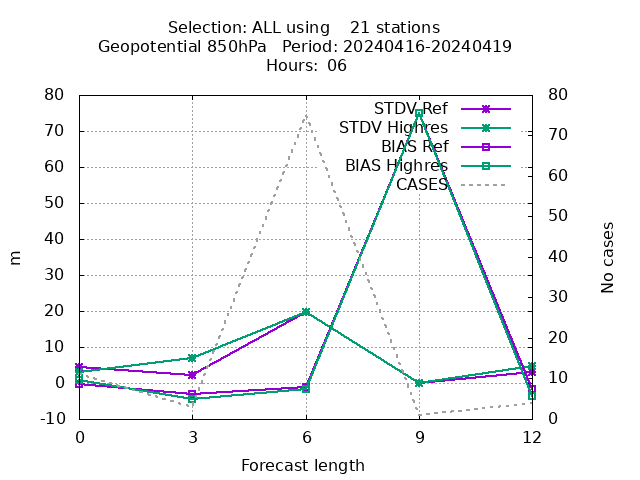 Selection: ALL using 21 stations
Geopotential 850hPa Period: 20240416-20240419
Hours: 06
80 80
STDV Ref
70 70
STDV Highres
BIAS Ref
60 60
BIAS Highres
50 50
CASES
40 40
m
No cases
30 30
20 20
10 10
0 0
-10
0 3 6 9 12
Forecast length